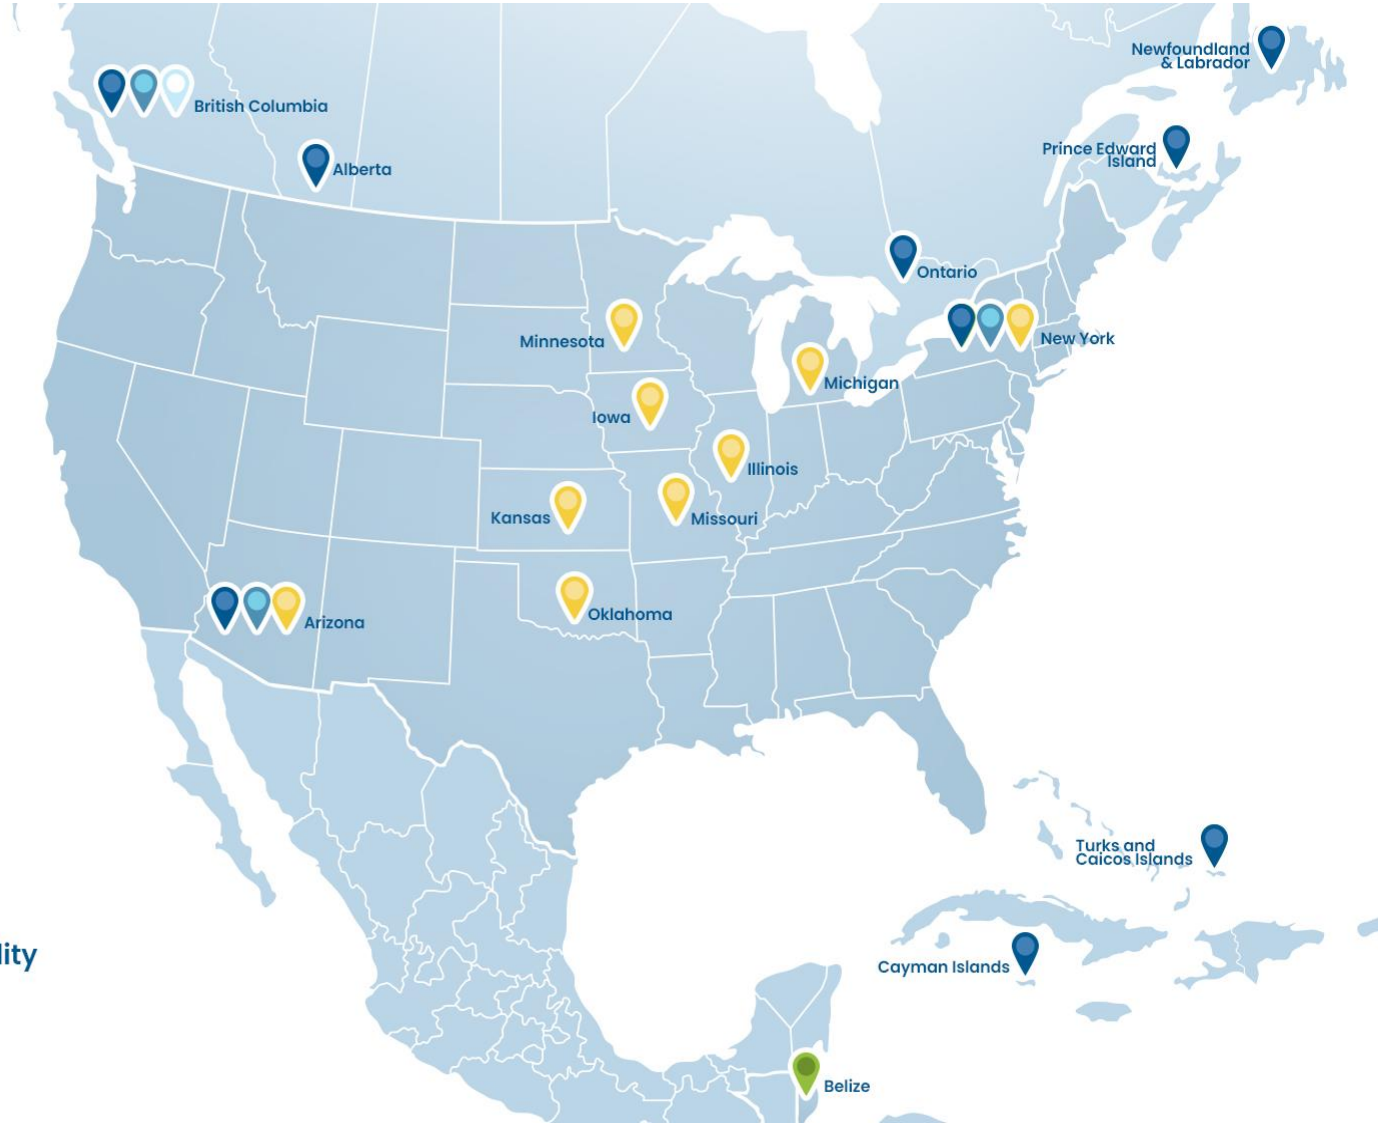 Newfoundland
& Labrador
British Columbia
Prince Edward
Island
Alberta
Ontario
New York
Minnesota
Michigan
Iowa
Illinois
Kansas
Missouri
Oklahoma
Arizona
Turks and
Caicos Islands
lity
Cayman Islands
Belize